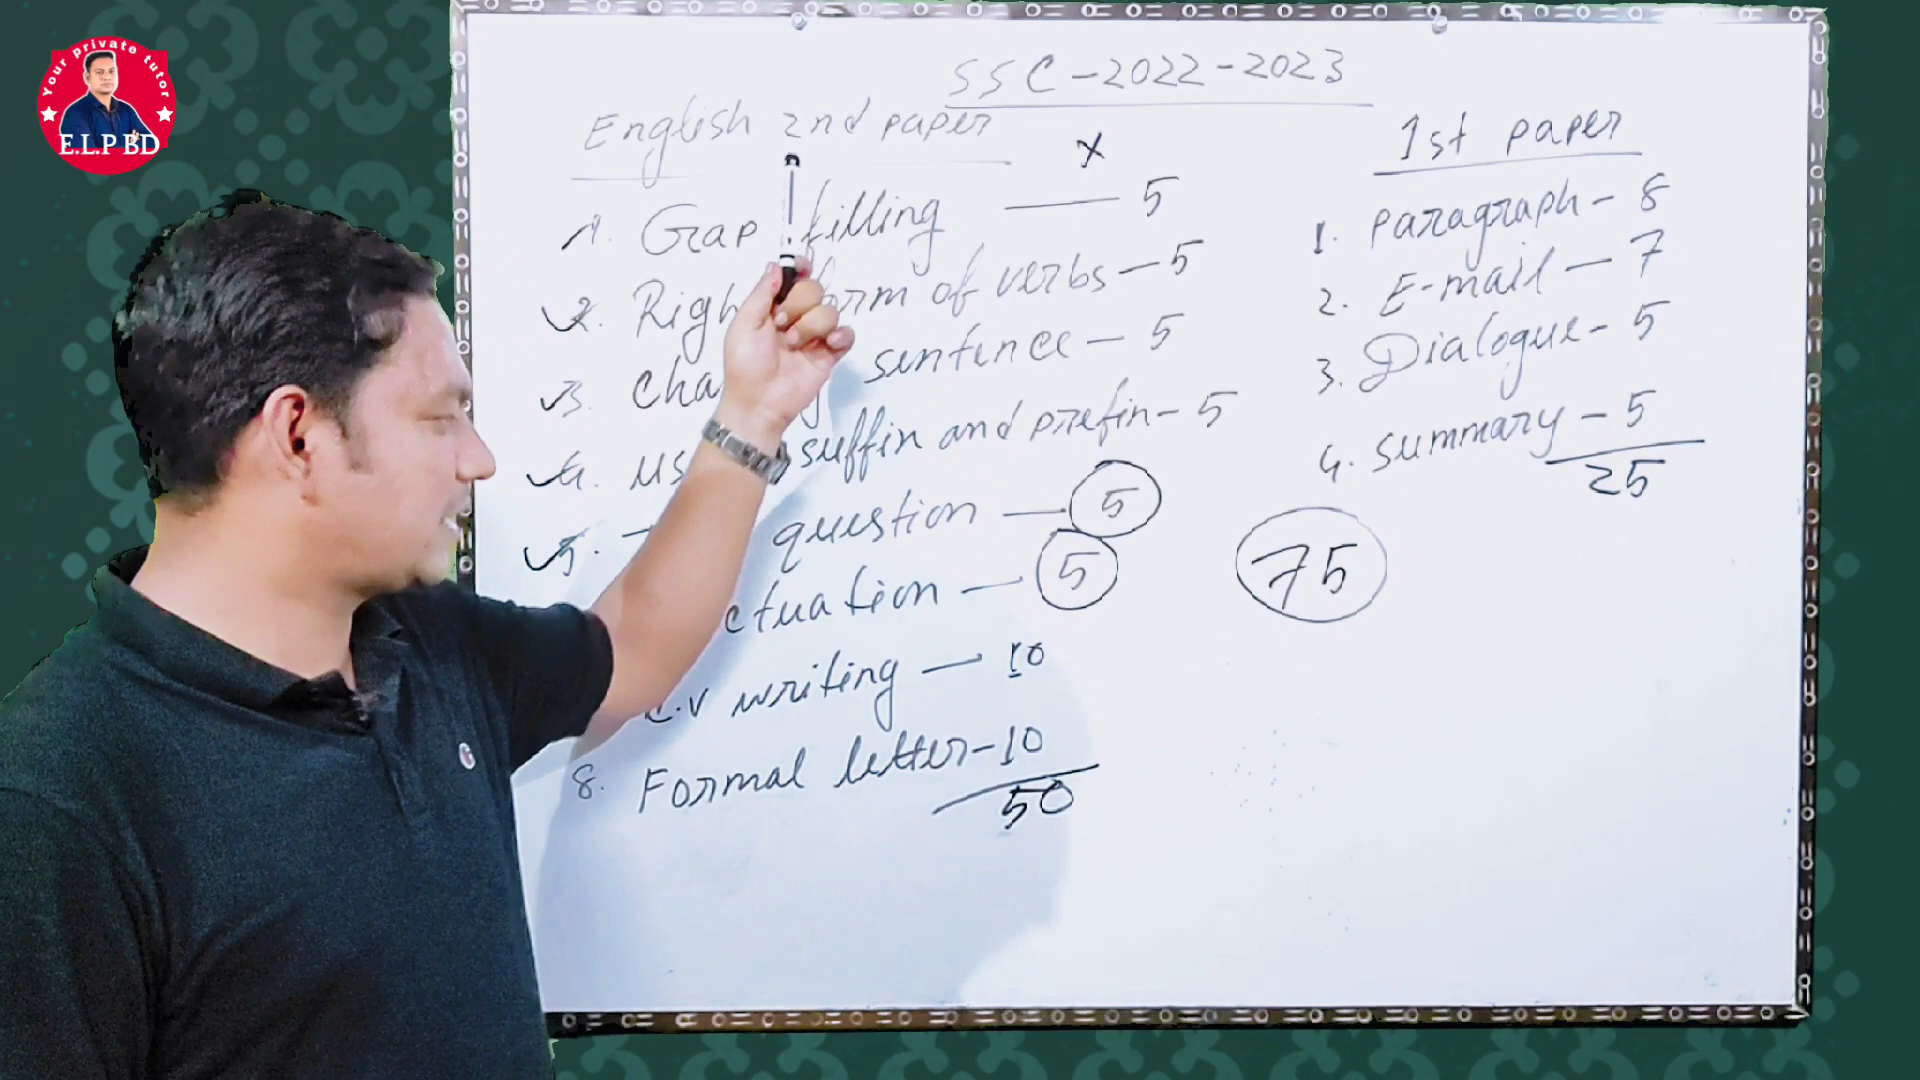 Your private tutor
E.L.P BD
SSC-2022-2023
English 2nd paper
x
1. Gap filling — 5
2. Righ form of verbs - 5
3. Cha sentence - 5
4. us suffin and prefin - 5
5. question — 5
ctuation — 5
C.V writing — 10
8. Formal letter - 10
50
1st paper
1. paragraph - 8
2. E-mail - 7
3. Dialogue - 5
4. summary - 5
25
75